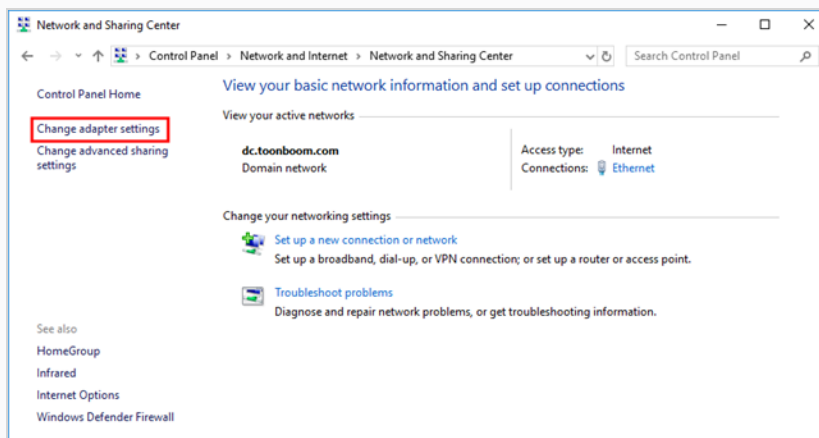 Network and Sharing Center
Control Panel > Network and Internet > Network and Sharing Center
Search Control Panel
Control Panel Home
Change adapter settings
Change advanced sharing
settings
View your basic network information and set up connections
View your active networks
dc.toonboom.com
Domain network
Access type: Internet
Connections: Ethernet
Change your networking settings
Set up a new connection or network
Set up a broadband, dial-up, or VPN connection; or set up a router or access point.
Troubleshoot problems
Diagnose and repair network problems, or get troubleshooting information.
See also
HomeGroup
Infrared
Internet Options
Windows Defender Firewall